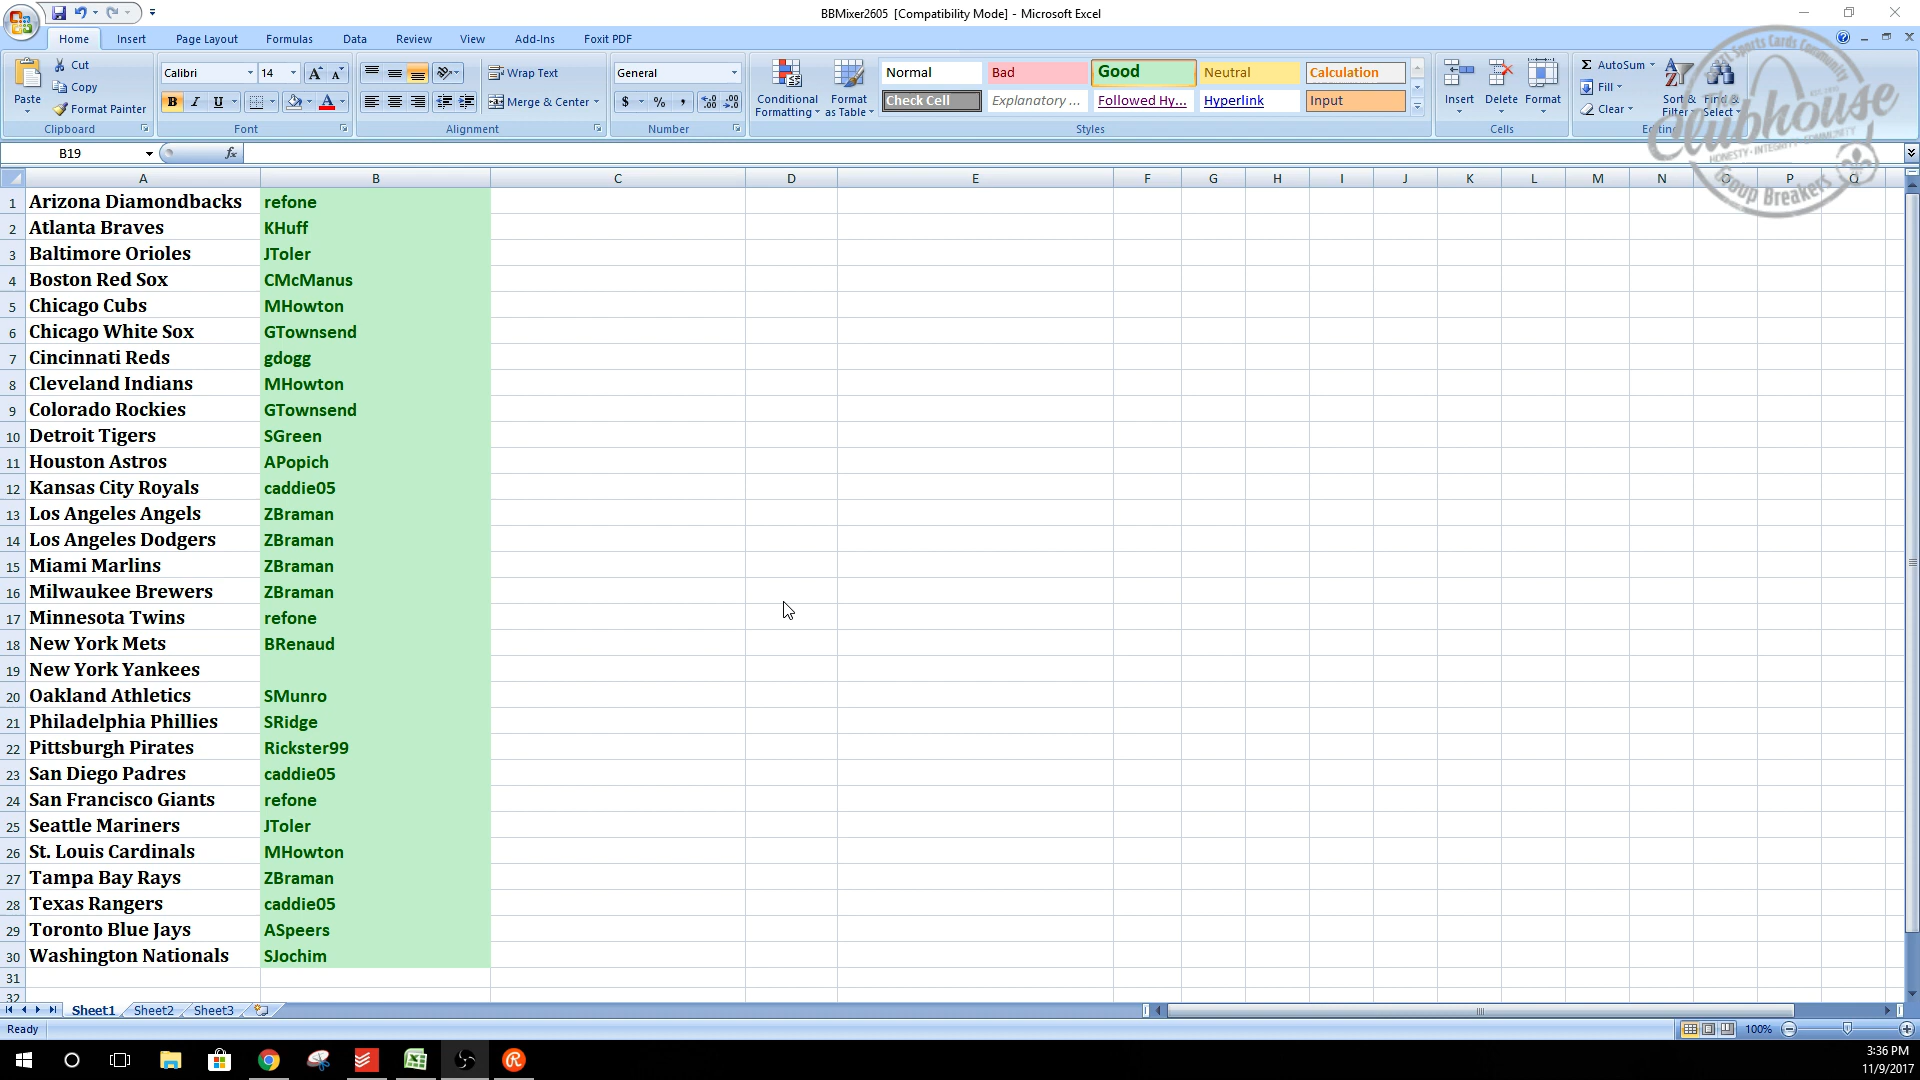 BBMixer2605 [Compatibility Mode] - Microsoft Excel
Home Insert Page Layout Formulas Data Review View Add-Ins Foxit PDF
Paste Cut Copy Format Painter Clipboard
Calibri 14 B I U Font
Wrap Text Merge & Center Alignment
General $ % , Number
Conditional Formatting Format as Table
Normal Bad Good Neutral Calculation
Check Cell Explanatory ... Followed Hy... Hyperlink Input
Styles
Insert Delete Format Cells
Σ AutoSum Fill Clear Sort & Filter Find & Select Editing
Sports Cards Community
Clubhouse
HONESTY - INTEGRITY - COMMUNITY
Group Breakers
B19 fx
A B C D E F G H I J K L M N O P Q
1 Arizona Diamondbacks refone
2 Atlanta Braves KHuff
3 Baltimore Orioles JToler
4 Boston Red Sox CMcManus
5 Chicago Cubs MHowton
6 Chicago White Sox GTownsend
7 Cincinnati Reds gdogg
8 Cleveland Indians MHowton
9 Colorado Rockies GTownsend
10 Detroit Tigers SGreen
11 Houston Astros APopich
12 Kansas City Royals caddie05
13 Los Angeles Angels ZBraman
14 Los Angeles Dodgers ZBraman
15 Miami Marlins ZBraman
16 Milwaukee Brewers ZBraman
17 Minnesota Twins refone
18 New York Mets BRenaud
19 New York Yankees
20 Oakland Athletics SMunro
21 Philadelphia Phillies SRidge
22 Pittsburgh Pirates Rickster99
23 San Diego Padres caddie05
24 San Francisco Giants refone
25 Seattle Mariners JToler
26 St. Louis Cardinals MHowton
27 Tampa Bay Rays ZBraman
28 Texas Rangers caddie05
29 Toronto Blue Jays ASpeers
30 Washington Nationals SJochim
31
32
Sheet1 Sheet2 Sheet3
Ready 100%
3:36 PM
11/9/2017